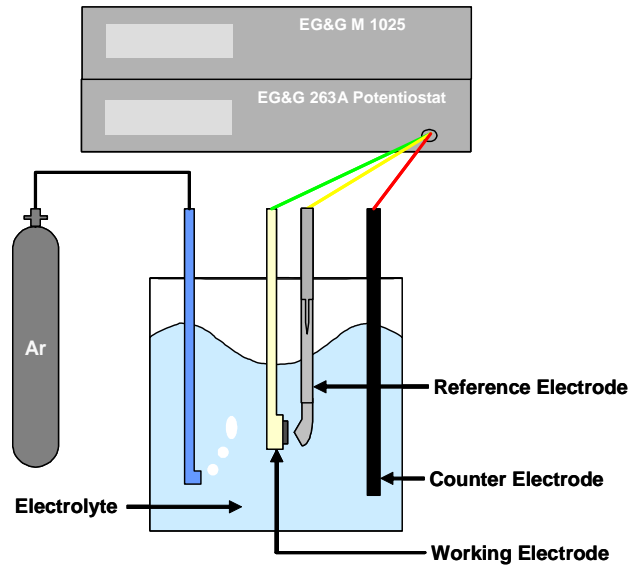 EG&G M 1025
EG&G 263A Potentiostat
Ar
Reference Electrode
Counter Electrode
Electrolyte
Working Electrode